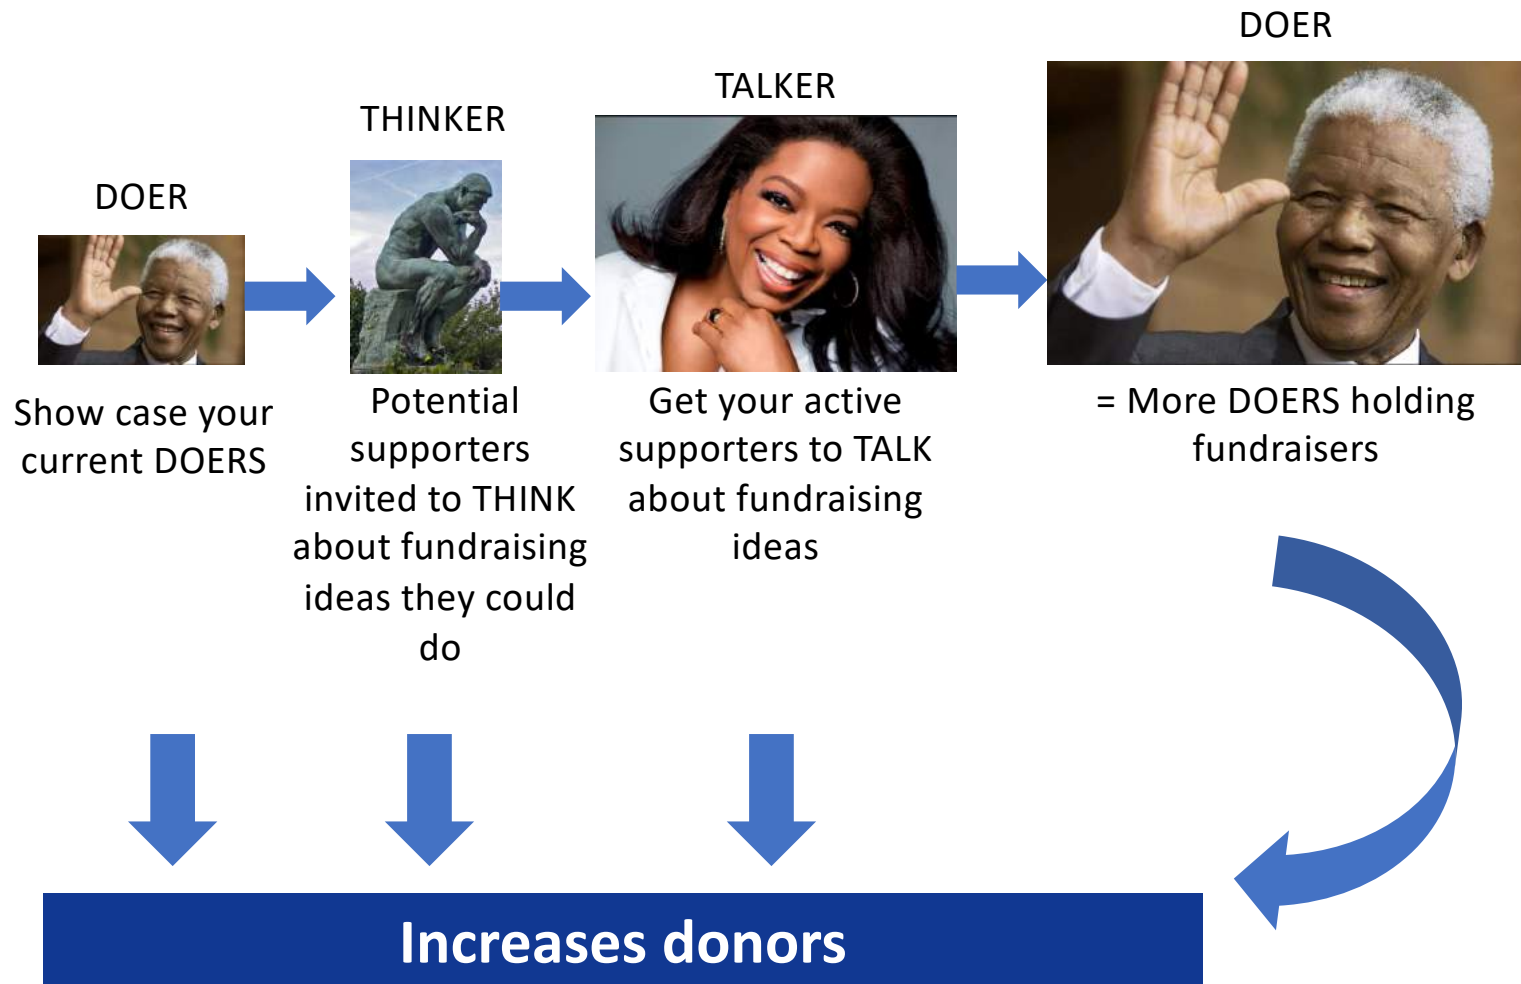 DOER
THINKER
TALKER
DOER
Show case your
current DOERS
Potential
supporters
invited to THINK
about fundraising
ideas they could
do
Get your active
supporters to TALK
about fundraising
ideas
= More DOERS holding
fundraisers
Increases donors